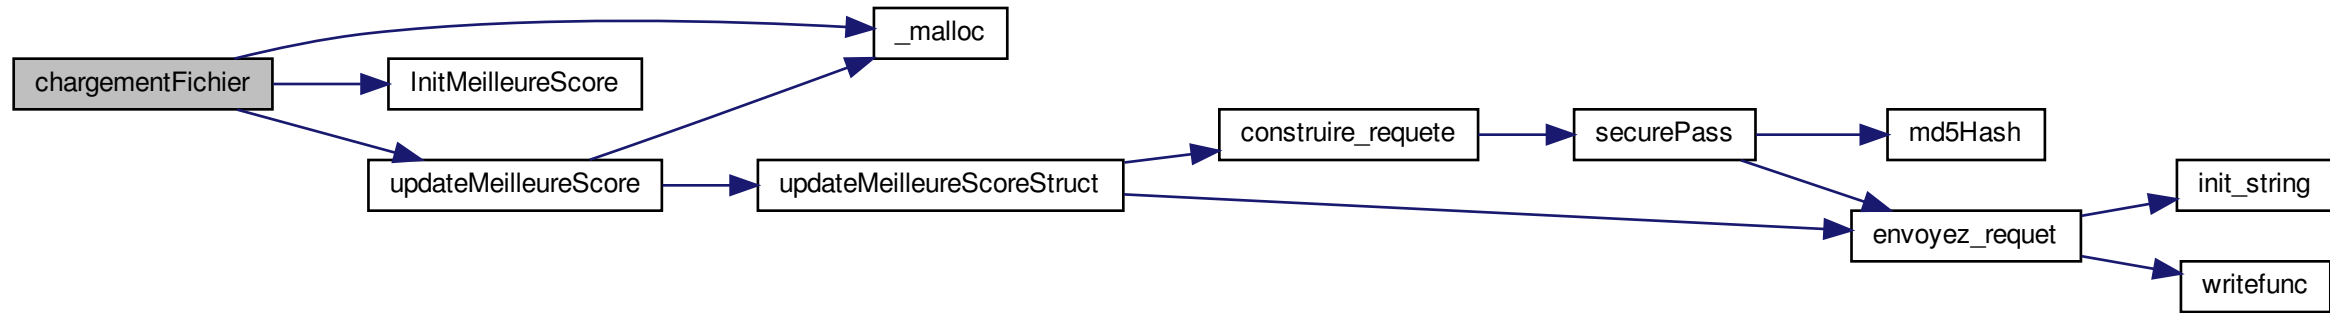 _malloc
chargementFichier
InitMeilleureScore
updateMeilleureScore
updateMeilleureScoreStruct
construire_requete
securePass
md5Hash
envoyez_requet
init_string
writefunc